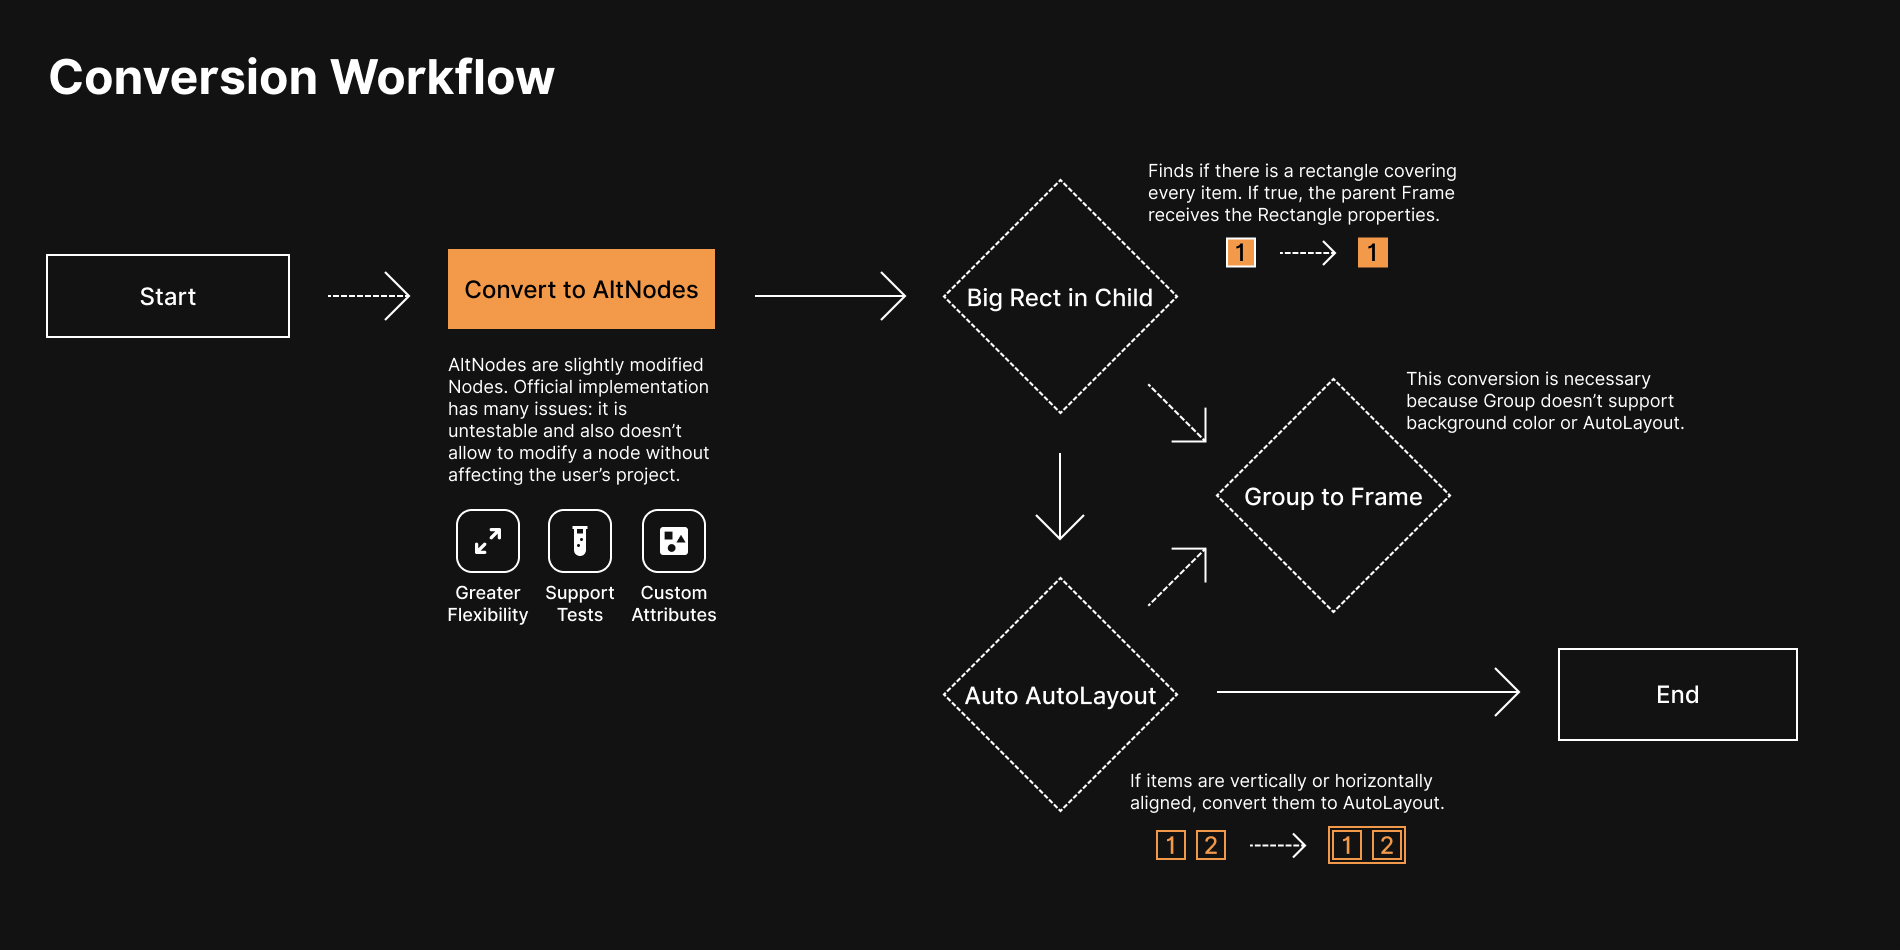 Conversion Workflow
Finds if there is a rectangle covering
every item. If true, the parent Frame
receives the Rectangle properties.
1
1
Start
Convert to AltNodes
Big Rect in Child
AltNodes are slightly modified
Nodes. Official implementation
has many issues: it is
untestable and also doesn’t
allow to modify a node without
affecting the user’s project.
Greater
Flexibility
Support
Tests
Custom
Attributes
This conversion is necessary
because Group doesn’t support
background color or AutoLayout.
Group to Frame
Auto AutoLayout
End
If items are vertically or horizontally
aligned, convert them to AutoLayout.
1 2
1 2